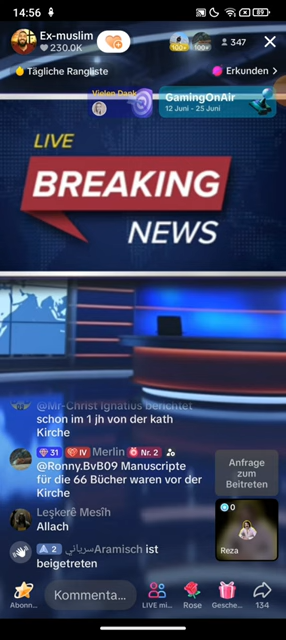 14:56
89
Ex-muslim
230.0K
100+
100+
347
Tägliche Rangliste
Erkunden >
Vielen Dank
GamingOnAir
12 Juni - 25 Juni
LIVE
BREAKING
NEWS
@Mr-Christ Ignatius berichtet
schon im 1 jh von der kath
Kirche
31 IV Merlin Nr. 2
@Ronny.BvB09 Manuscripte
für die 66 Bücher waren vor der
Kirche
Leşkerê Mesîh
Allach
2 سرياني Aramisch ist
beigetreten
Anfrage
zum
Beitreten
0
Reza
Abonn...
Kommenta...
LIVE mi...
Rose
Gesche...
134